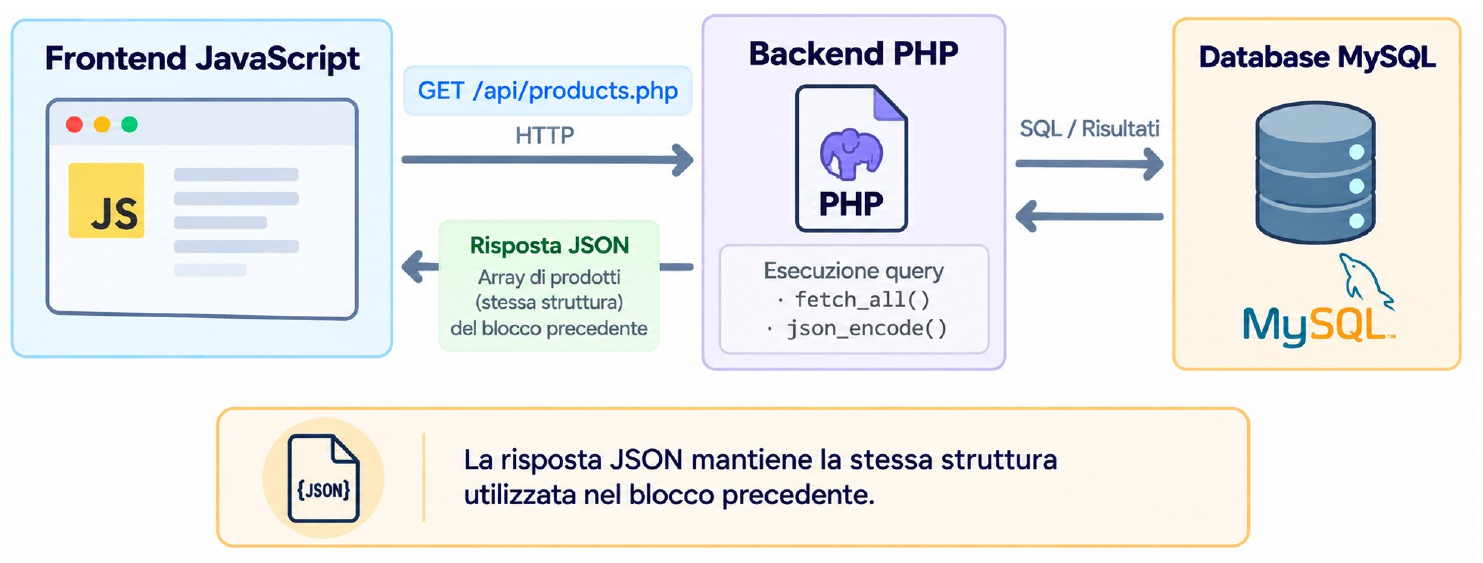 Frontend JavaScript
JS
GET /api/products.php
HTTP
Risposta JSON
Array di prodotti
(stessa struttura)
del blocco precedente
Backend PHP
PHP
Esecuzione query
· fetch_all()
· json_encode()
SQL / Risultati
Database MySQL
MySQL™
{JSON}
La risposta JSON mantiene la stessa struttura
utilizzata nel blocco precedente.